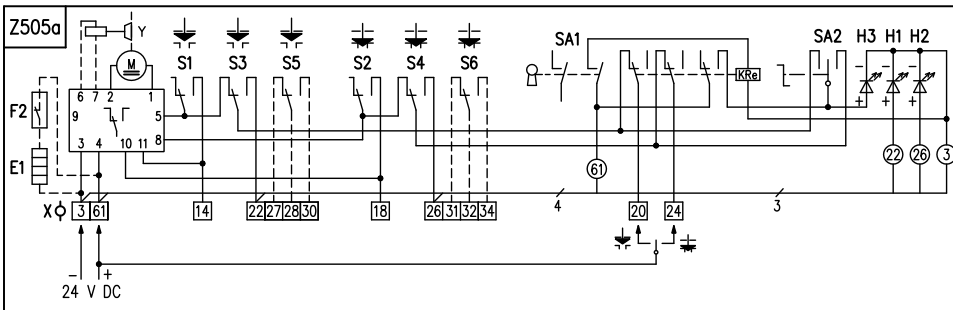 Z505a
Y
SA1
SA2 H3 H1 H2
M
S1 S3 S5 S2 S4 S6
KRe
6 7 2 1
F2
9 5
8
3 4 10 11
E1
61 22 26 3
4 3
X 3 61 14 22 27 28 30 18 26 31 32 34 20 24
− +
24 V DC